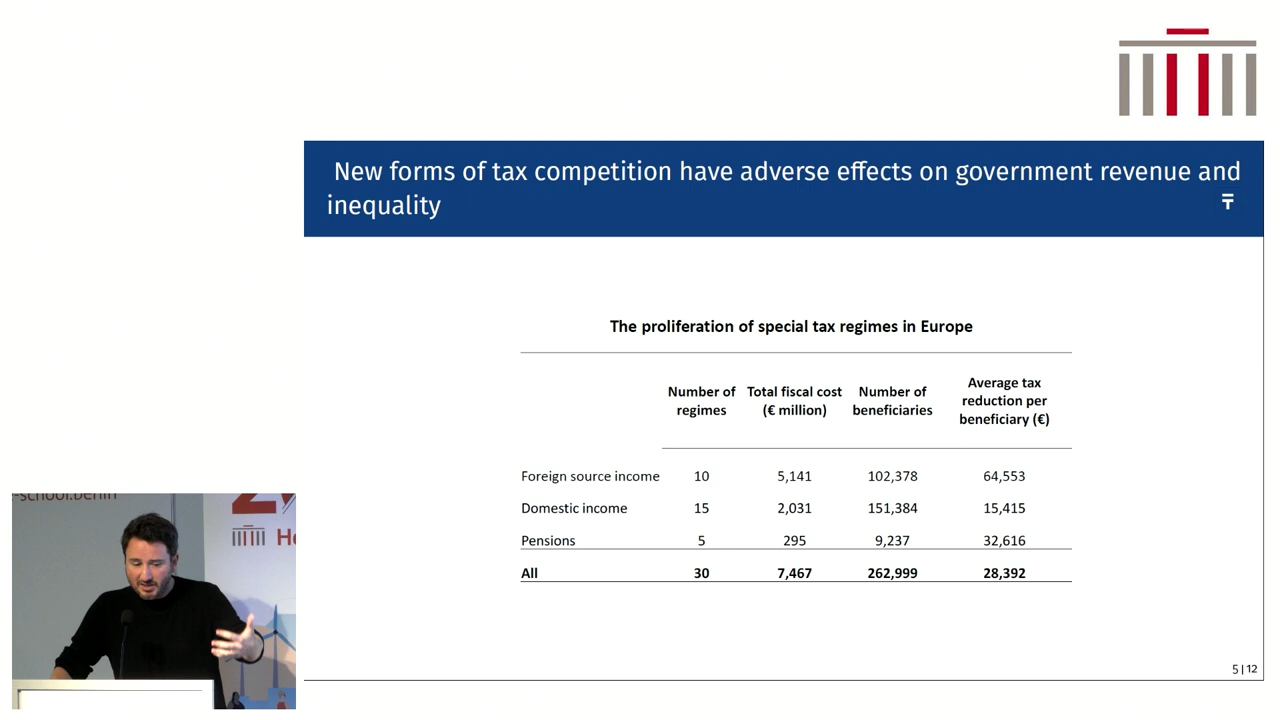 New forms of tax competition have adverse effects on government revenue and
inequality
The proliferation of special tax regimes in Europe
Number of regimes Total fiscal cost (€ million) Number of beneficiaries Average tax reduction per beneficiary (€)
Foreign source income 10 5,141 102,378 64,553
Domestic income 15 2,031 151,384 15,415
Pensions 5 295 9,237 32,616
All 30 7,467 262,999 28,392
5|12
-school.berlin
He